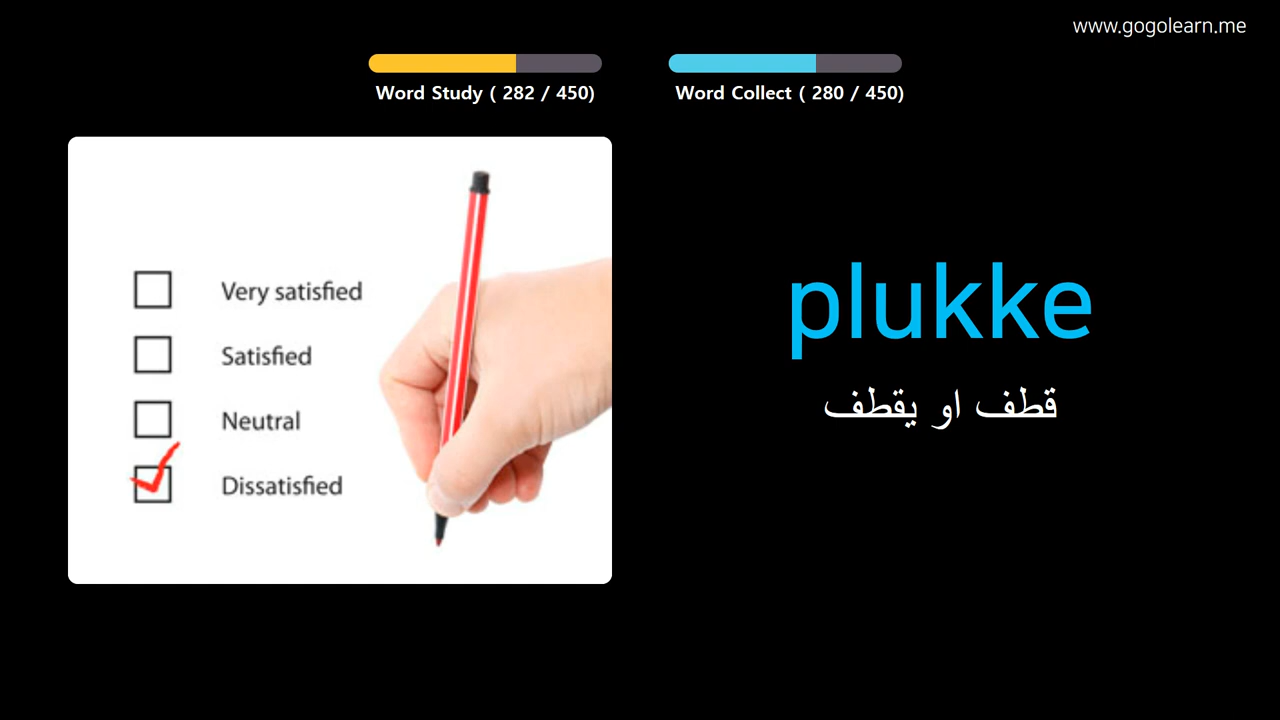 www.gogolearn.me
Word Study ( 282 / 450)
Word Collect ( 280 / 450)
Very satisfied
Satisfied
Neutral
Dissatisfied
plukke
قطف او يقطف